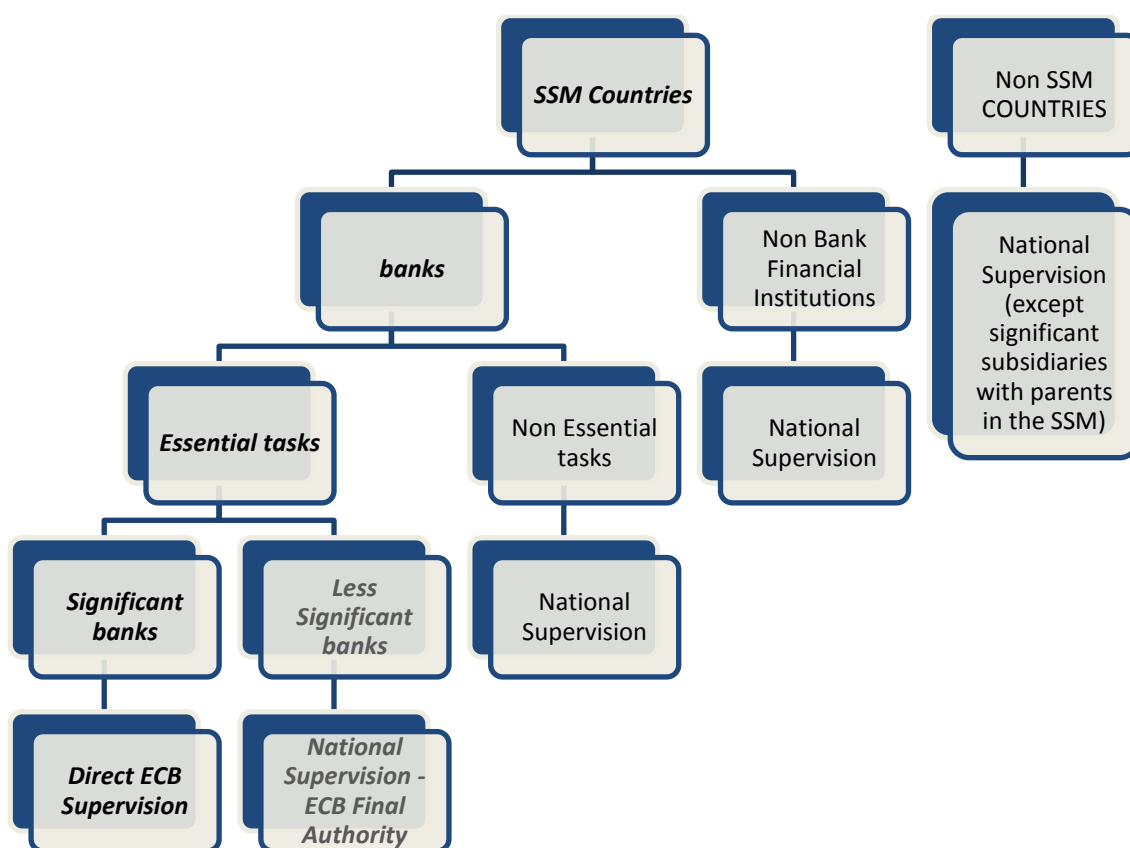 SSM Countries
Non SSM
COUNTRIES
banks
Non Bank
Financial
Institutions
National
Supervision
(except
significant
subsidiaries
with parents
in the SSM)
Essential tasks
Non Essential
tasks
National
Supervision
Significant
banks
Less
Significant
banks
National
Supervision
Direct ECB
Supervision
National
Supervision -
ECB Final
Authority